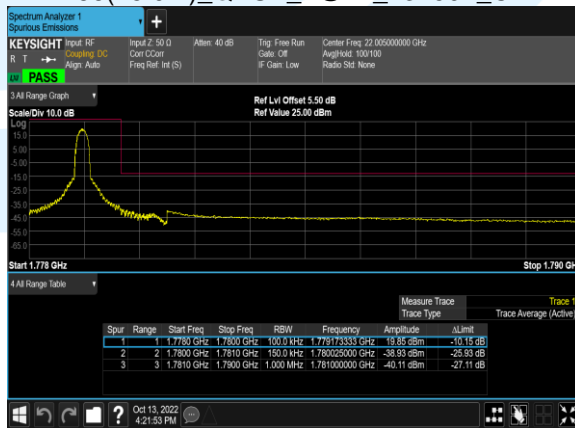 Spectrum Analyzer 1
Spurious Emissions
+
KEYSIGHT Input: RF Input Z: 50 Ω Atten: 40 dB Trig: Free Run Center Freq: 22.005000000 GHz
R T Coupling: DC Corr CCorr Gate: Off Avg|Hold: 100/100
Align: Auto Freq Ref: Int (S) IF Gain: Low Radio Std: None
PASS
3 All Range Graph
Ref Lvl Offset 5.50 dB
Scale/Div 10.0 dB Ref Value 25.00 dBm
Log
15.0
5.00
-5.00
-15.0
-25.0
-35.0
-45.0
-55.0
-65.0
Start 1.778 GHz Stop 1.790 GH
4 All Range Table
Measure Trace Trace 1
Trace Type Trace Average (Active)
Spur Range Start Freq Stop Freq RBW Frequency Amplitude ΔLimit
1 1 1.7780 GHz 1.7800 GHz 100.0 kHz 1.779173333 GHz 19.85 dBm -10.15 dB
2 2 1.7800 GHz 1.7810 GHz 150.0 kHz 1.780025000 GHz -38.93 dBm -25.93 dB
3 3 1.7810 GHz 1.7900 GHz 1.000 MHz 1.781000000 GHz -40.11 dBm -27.11 dB
? Oct 13, 2022
4:21:53 PM